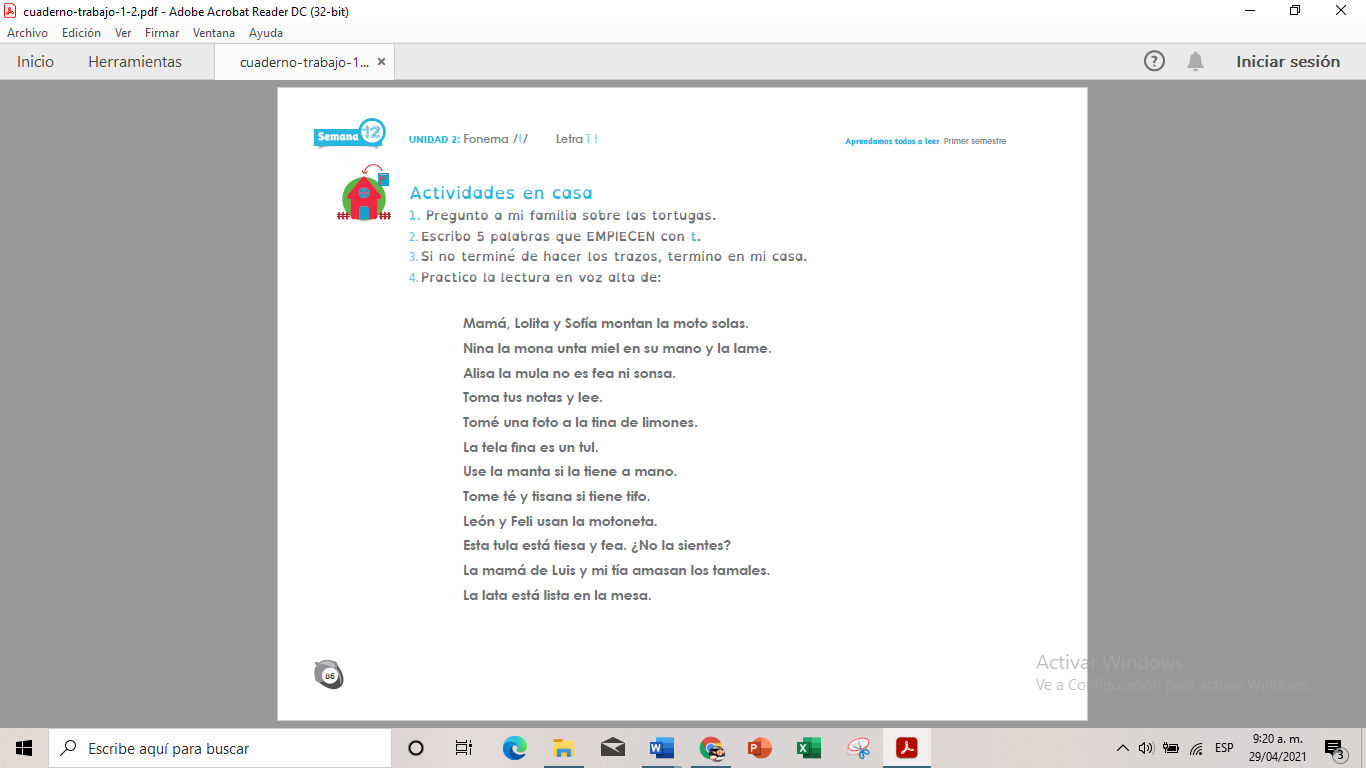 cuaderno-trabajo-1-2.pdf - Adobe Acrobat Reader DC (32-bit)
Archivo Edición Ver Firmar Ventana Ayuda
Inicio Herramientas cuaderno-trabajo-1... × ? Iniciar sesión
Semana 12
UNIDAD 2: Fonema /t/ Letra T t
Aprendamos todos a leer Primer semestre
Actividades en casa
1. Pregunto a mi familia sobre las tortugas.
2. Escribo 5 palabras que EMPIECEN con t.
3. Si no terminé de hacer los trazos, termino en mi casa.
4. Practico la lectura en voz alta de:
Mamá, Lolita y Sofía montan la moto solas.
Nina la mona unta miel en su mano y la lame.
Alisa la mula no es fea ni sonsa.
Toma tus notas y lee.
Tomé una foto a la tina de limones.
La tela fina es un tul.
Use la manta si la tiene a mano.
Tome té y tisana si tiene tifo.
León y Feli usan la motoneta.
Esta tula está tiesa y fea. ¿No la sientes?
La mamá de Luis y mi tía amasan los tamales.
La lata está lista en la mesa.
86
Activar Windows
Ve a Configuración para activar Windows.
Escribe aquí para buscar
ESP
9:20 a. m.
29/04/2021
3